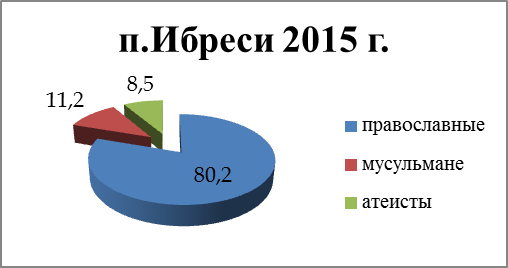 п.Ибреси 2015 г.
8,5
11,2
80,2
православные
мусульмане
атеисты